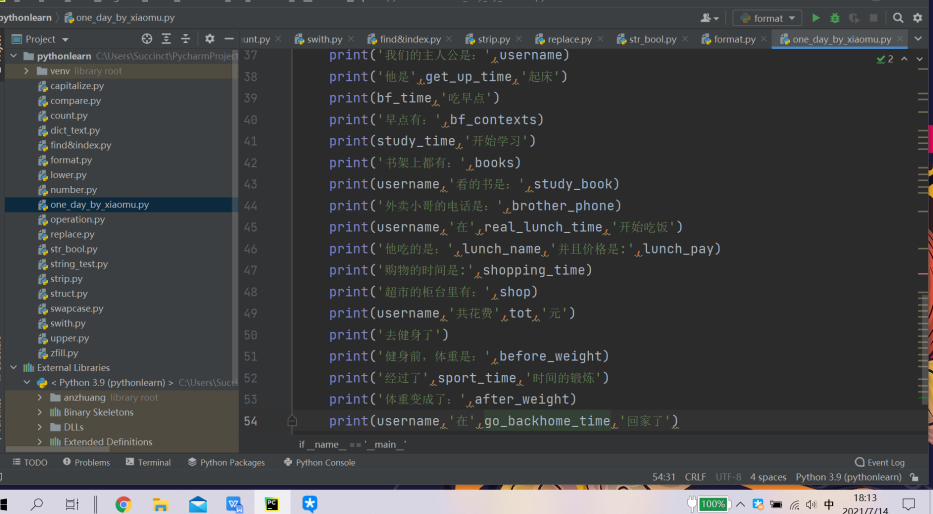 pythonlearn
one_day_by_xiaomu.py
format
Project
unt.py
swith.py
find&index.py
strip.py
replace.py
str_bool.py
format.py
one_day_by_xiaomu.py
pythonlearn C:\Users\Succinct\PycharmProject
venv library root
capitalize.py
compare.py
count.py
dict_text.py
find&index.py
format.py
lower.py
number.py
one_day_by_xiaomu.py
operation.py
replace.py
str_bool.py
string_test.py
strip.py
struct.py
swapcase.py
swith.py
upper.py
zfill.py
External Libraries
< Python 3.9 (pythonlearn) > C:\Users\Succ
anzhuang library root
Binary Skeletons
DLLs
Extended Definitions
2
37 print('我们的主人公是：',username)
38 print('他是',get_up_time,'起床')
39 print(bf_time,'吃早点')
40 print('早点有：',bf_contexts)
41 print(study_time,'开始学习')
42 print('书架上都有：',books)
43 print(username,'看的书是：',study_book)
44 print('外卖小哥的电话是：',brother_phone)
45 print(username,'在',real_lunch_time,'开始吃饭')
46 print('他吃的是：',lunch_name,'并且价格是:',lunch_pay)
47 print('购物的时间是:',shopping_time)
48 print('超市的柜台里有：',shop)
49 print(username,'共花费',tot,'元')
50 print('去健身了')
51 print('健身前，体重是：',before_weight)
52 print('经过了',sport_time,'时间的锻炼')
53 print('体重变成了：',after_weight)
54 print(username,'在',go_backhome_time,'回家了')
if __name__ == '__main__'
TODO
Problems
Terminal
Python Packages
Python Console
Event Log
54:31 CRLF UTF-8 4 spaces Python 3.9 (pythonlearn)
100%
中
18:13
2021/7/14